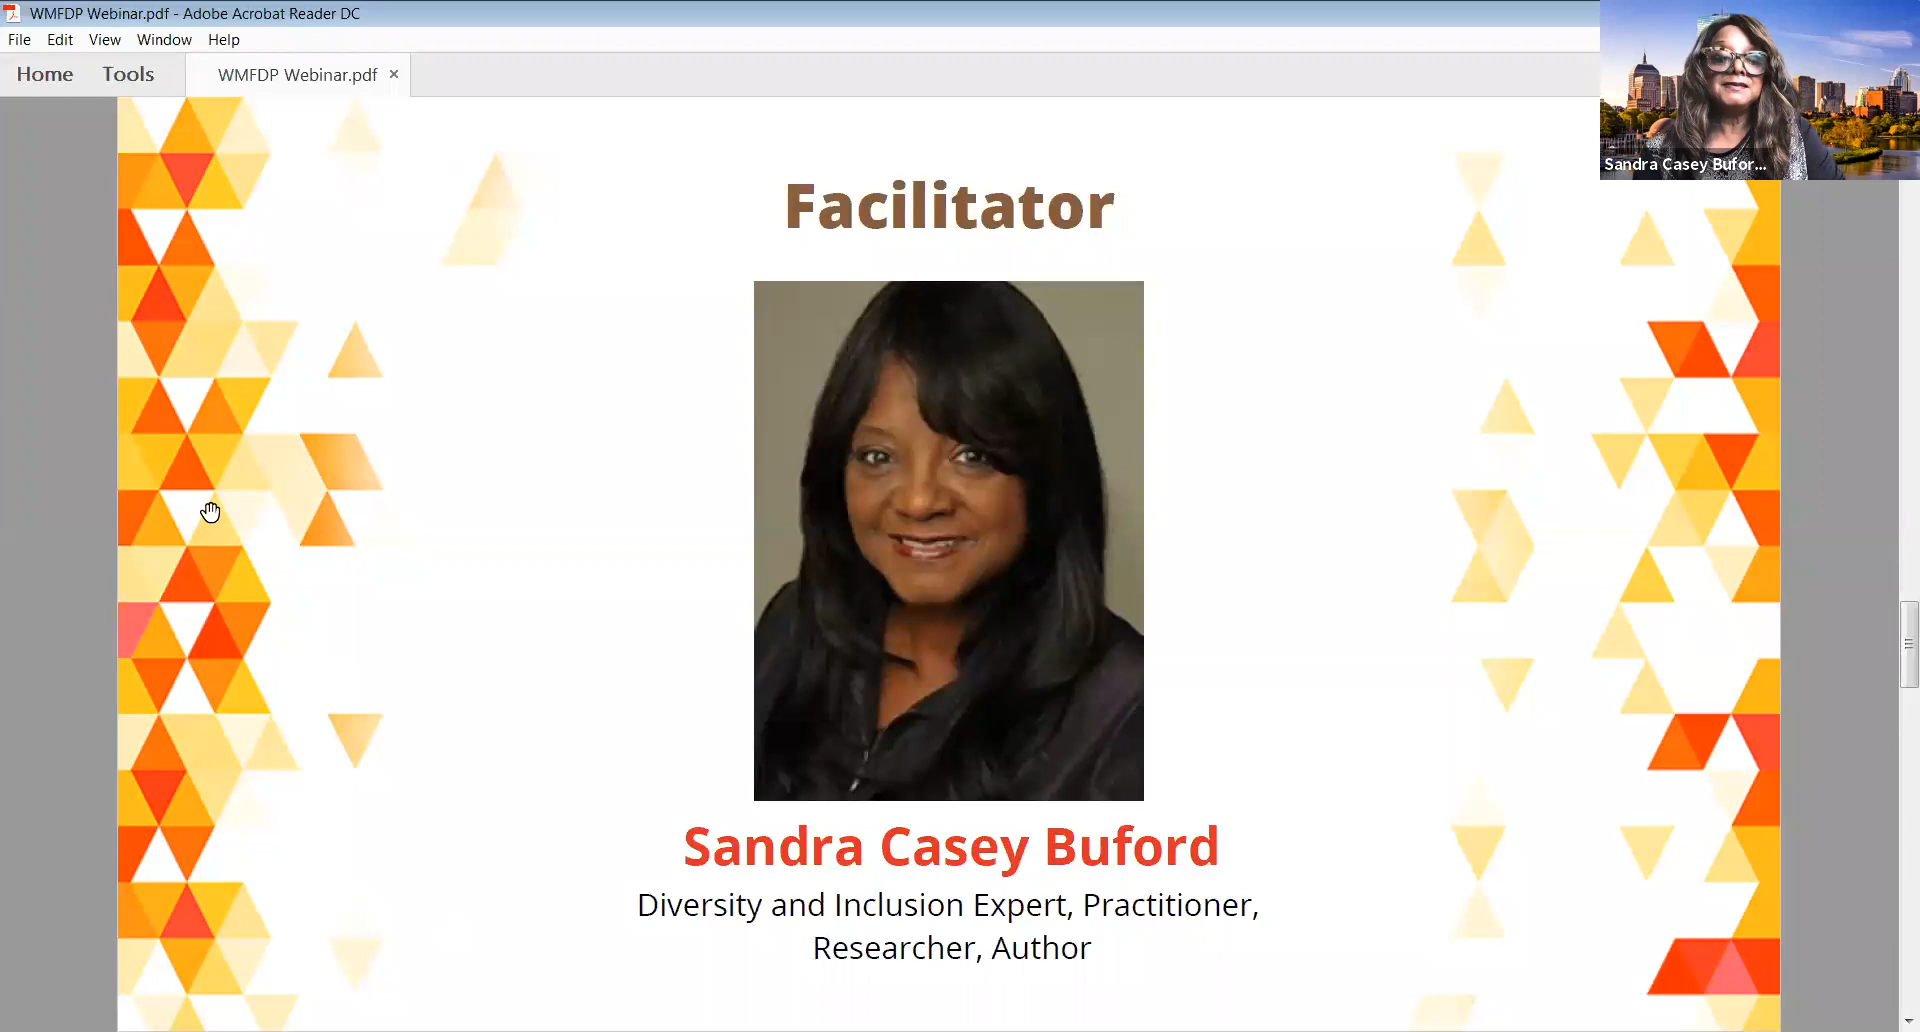 WMFDP Webinar.pdf - Adobe Acrobat Reader DC
File Edit View Window Help
Home Tools WMFDP Webinar.pdf ×
Sandra Casey Bufor...
Facilitator
Sandra Casey Buford
Diversity and Inclusion Expert, Practitioner,
Researcher, Author